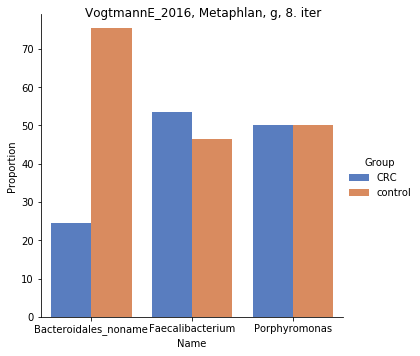 VogtmannE_2016, Metaphlan, g, 8. iter
70
60
50
40
30
20
10
0
Proportion
Bacteroidales_noname
Faecalibacterium
Porphyromonas
Name
Group
CRC
control